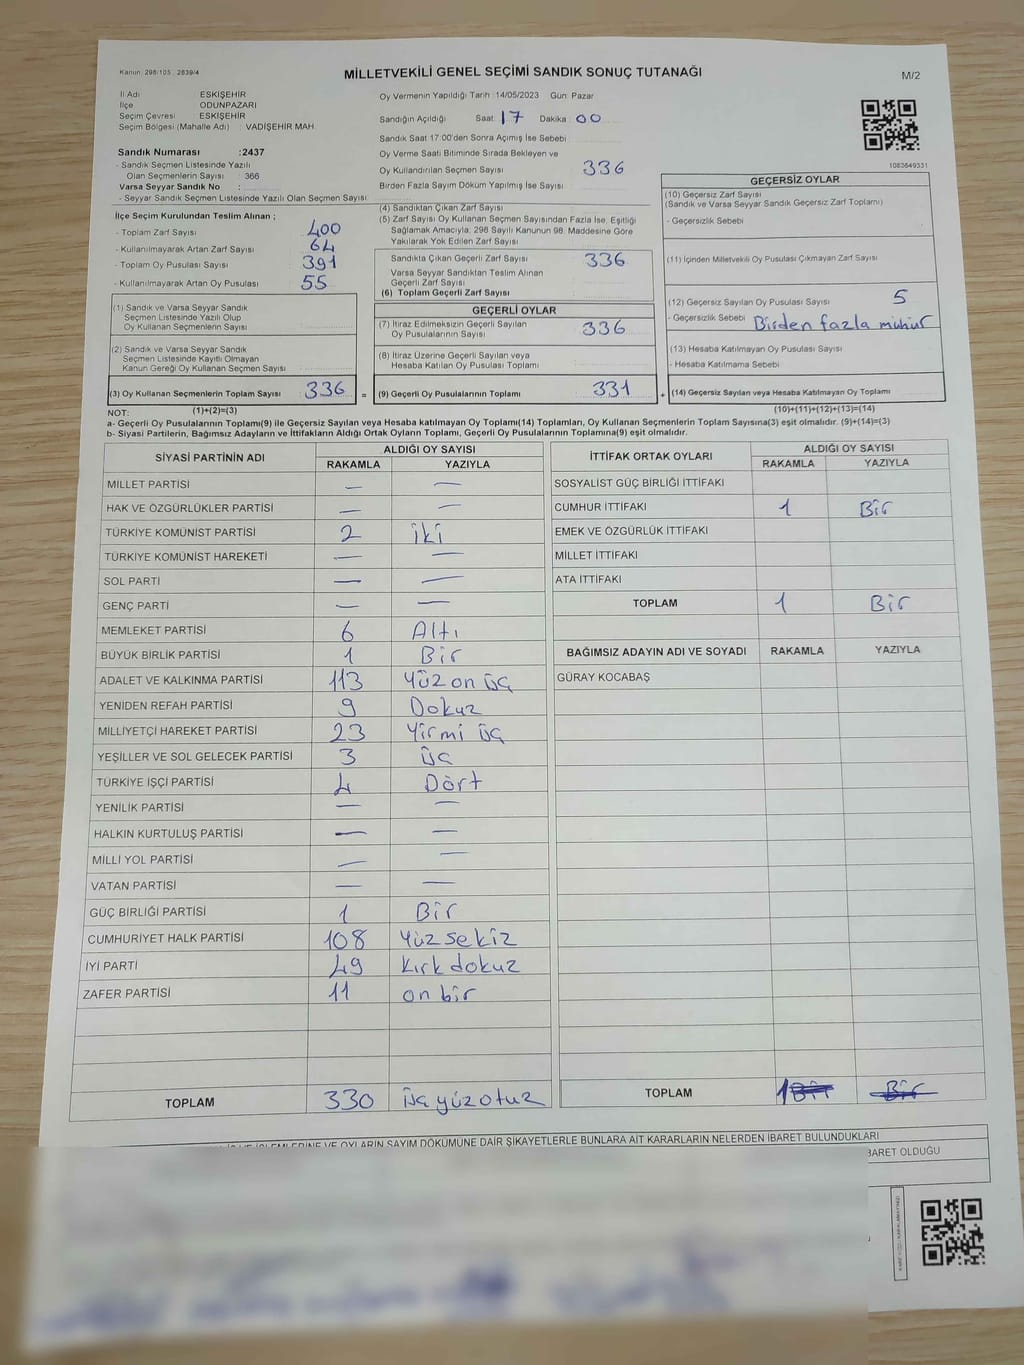 Kanun: 298/105 , 2839/4
MİLLETVEKİLİ GENEL SEÇİMİ SANDIK SONUÇ TUTANAĞI
M/2
İl Adı ESKİŞEHİR
İlçe ODUNPAZARI
Seçim Çevresi ESKİŞEHİR
Seçim Bölgesi (Mahalle Adı) : VADİŞEHİR MAH.
Oy Vermenin Yapıldığı Tarih :14/05/2023 Gün: Pazar
Sandığın Açıldığı Saat: 17 Dakika: 00
Sandık Saat 17:00'den Sonra Açılmış İse Sebebi
Oy Verme Saati Bitiminde Sırada Bekleyen ve
Oy Kullandırılan Seçmen Sayısı 336
Birden Fazla Sayım Döküm Yapılmış İse Sayısı
1083649331
Sandık Numarası :2437
- Sandık Seçmen Listesinde Yazılı
Olan Seçmenlerin Sayısı : 366
Varsa Seyyar Sandık No :
- Seyyar Sandık Seçmen Listesinde Yazılı Olan Seçmen Sayısı
İlçe Seçim Kurulundan Teslim Alınan ;
- Toplam Zarf Sayısı 400
- Kullanılmayarak Artan Zarf Sayısı 64
- Toplam Oy Pusulası Sayısı 391
- Kullanılmayarak Artan Oy Pusulası 55
(1) Sandık ve Varsa Seyyar Sandık
Seçmen Listesinde Yazılı Olup
Oy Kullanan Seçmenlerin Sayısı
(2) Sandık ve Varsa Seyyar Sandık
Seçmen Listesinde Kayıtlı Olmayan
Kanun Gereği Oy Kullanan Seçmen Sayısı
(3) Oy Kullanan Seçmenlerin Toplam Sayısı 336 =
(4) Sandıktan Çıkan Zarf Sayısı
(5) Zarf Sayısı Oy Kullanan Seçmen Sayısından Fazla İse, Eşitliği
Sağlamak Amacıyla, 298 Sayılı Kanunun 98. Maddesine Göre
Yakılarak Yok Edilen Zarf Sayısı
Sandıkta Çıkan Geçerli Zarf Sayısı 336
Varsa Seyyar Sandıktan Teslim Alınan
Geçerli Zarf Sayısı
(6) Toplam Geçerli Zarf Sayısı
GEÇERLİ OYLAR
(7) İtiraz Edilmeksizin Geçerli Sayılan
Oy Pusulalarının Sayısı 336
(8) İtiraz Üzerine Geçerli Sayılan veya
Hesaba Katılan Oy Pusulası Toplamı
(9) Geçerli Oy Pusulalarının Toplamı 331 +
GEÇERSİZ OYLAR
(10) Geçersiz Zarf Sayısı
(Sandık ve Varsa Seyyar Sandık Geçersiz Zarf Toplamı)
- Geçersizlik Sebebi
(11) İçinden Milletvekili Oy Pusulası Çıkmayan Zarf Sayısı
(12) Geçersiz Sayılan Oy Pusulası Sayısı 5
- Geçersizlik Sebebi Birden fazla mühür
(13) Hesaba Katılmayan Oy Pusulası Sayısı
- Hesaba Katılmama Sebebi
(14) Geçersiz Sayılan veya Hesaba Katılmayan Oy Toplamı
NOT: (1)+(2)=(3) (10)+(11)+(12)+(13)=(14)
a- Geçerli Oy Pusulalarının Toplamı(9) ile Geçersiz Sayılan veya Hesaba katılmayan Oy Toplamı(14) Toplamları, Oy Kullanan Seçmenlerin Toplam Sayısına(3) eşit olmalıdır. (9)+(14)=(3)
b- Siyasi Partilerin, Bağımsız Adayların ve İttifakların Aldığı Ortak Oyların Toplamı, Geçerli Oy Pusulalarının Toplamına(9) eşit olmalıdır.
SİYASİ PARTİNİN ADI ALDIĞI OY SAYISI
RAKAMLA YAZIYLA
MİLLET PARTİSİ — —
HAK VE ÖZGÜRLÜKLER PARTİSİ — —
TÜRKİYE KOMÜNİST PARTİSİ 2 iki
TÜRKİYE KOMÜNİST HAREKETİ — —
SOL PARTİ — —
GENÇ PARTİ — —
MEMLEKET PARTİSİ 6 Altı
BÜYÜK BİRLİK PARTİSİ 1 Bir
ADALET VE KALKINMA PARTİSİ 113 Yüz on üç
YENİDEN REFAH PARTİSİ 9 Dokuz
MİLLİYETÇİ HAREKET PARTİSİ 23 Yirmi üç
YEŞİLLER VE SOL GELECEK PARTİSİ 3 üç
TÜRKİYE İŞÇİ PARTİSİ 4 Dört
YENİLİK PARTİSİ — —
HALKIN KURTULUŞ PARTİSİ — —
MİLLİ YOL PARTİSİ — —
VATAN PARTİSİ — —
GÜÇ BİRLİĞİ PARTİSİ 1 Bir
CUMHURİYET HALK PARTİSİ 108 Yüz sekiz
İYİ PARTİ 49 Kırk dokuz
ZAFER PARTİSİ 11 on bir
TOPLAM 330 üç yüz otuz
İTTİFAK ORTAK OYLARI ALDIĞI OY SAYISI
RAKAMLA YAZIYLA
SOSYALİST GÜÇ BİRLİĞİ İTTİFAKI
CUMHUR İTTİFAKI 1 Bir
EMEK VE ÖZGÜRLÜK İTTİFAKI
MİLLET İTTİFAKI
ATA İTTİFAKI
TOPLAM 1 Bir
BAĞIMSIZ ADAYIN ADI VE SOYADI RAKAMLA YAZIYLA
GÜRAY KOCABAŞ
TOPLAM 1 Bir Bir
İŞLEMLERİNE VE OYLARIN SAYIM DÖKÜMÜNE DAİR ŞİKAYETLERLE BUNLARA AİT KARARLARIN NELERDEN İBARET BULUNDUKLARI
BARET OLDUĞU